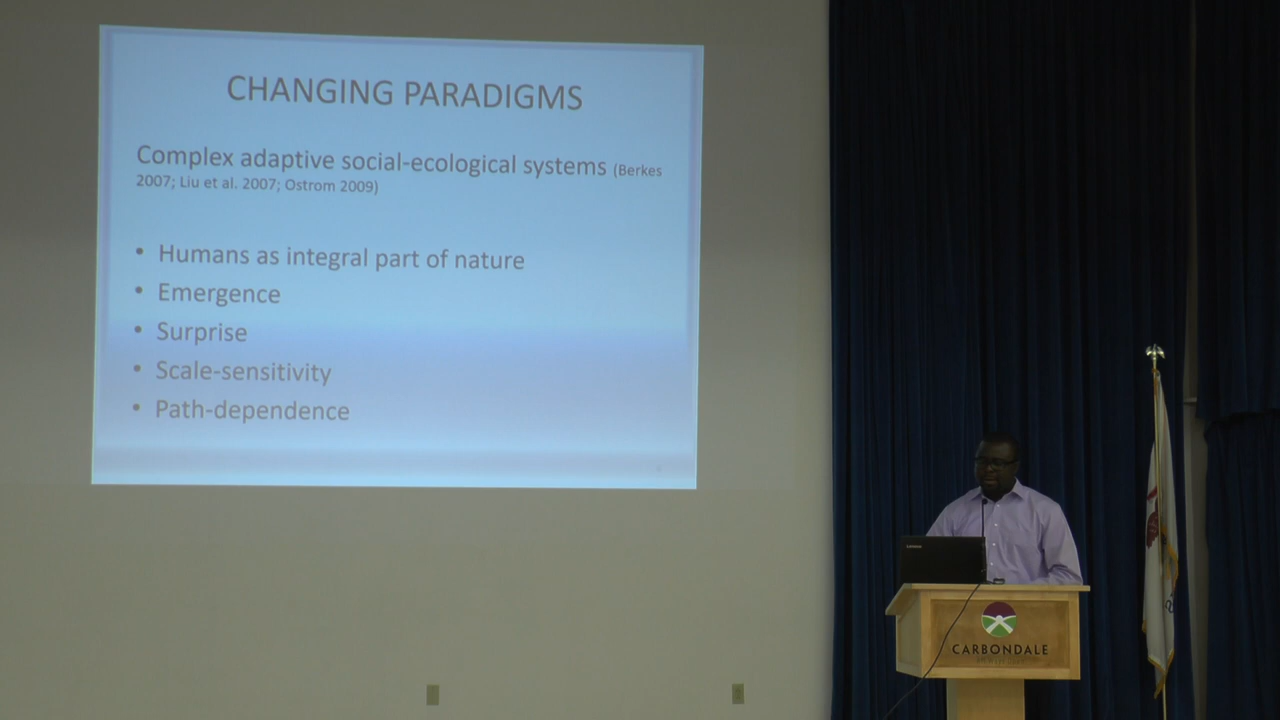 CHANGING PARADIGMS
Complex adaptive social-ecological systems (Berkes
2007; Liu et al. 2007; Ostrom 2009)
• Humans as integral part of nature
• Emergence
• Surprise
• Scale-sensitivity
• Path-dependence
Lenovo
CARBONDALE